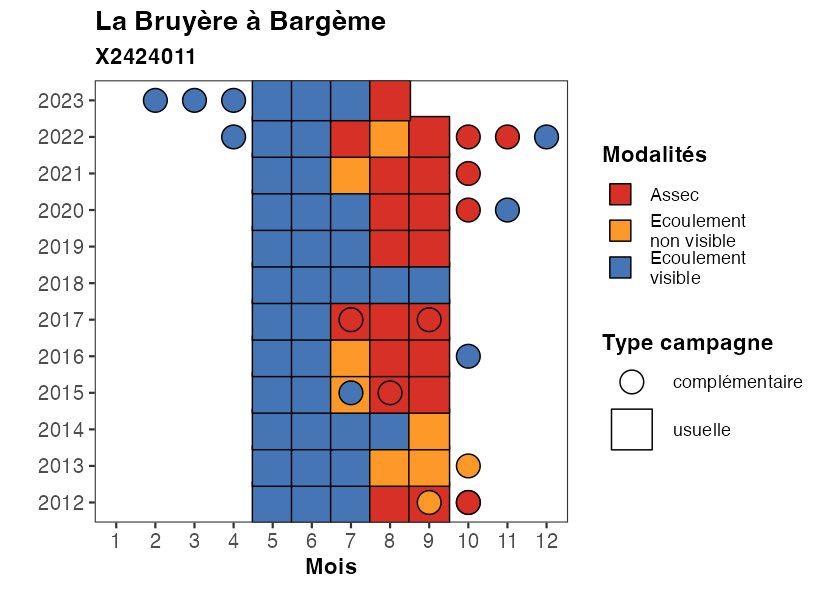 La Bruyère à Bargème
X2424011
2023
2022
2021
2020
2019
2018
2017
2016
2015
2014
2013
2012
1 2 3 4 5 6 7 8 9 10 11 12
Mois
Modalités
Assec
Ecoulement
non visible
Ecoulement
visible
Type campagne
complémentaire
usuelle